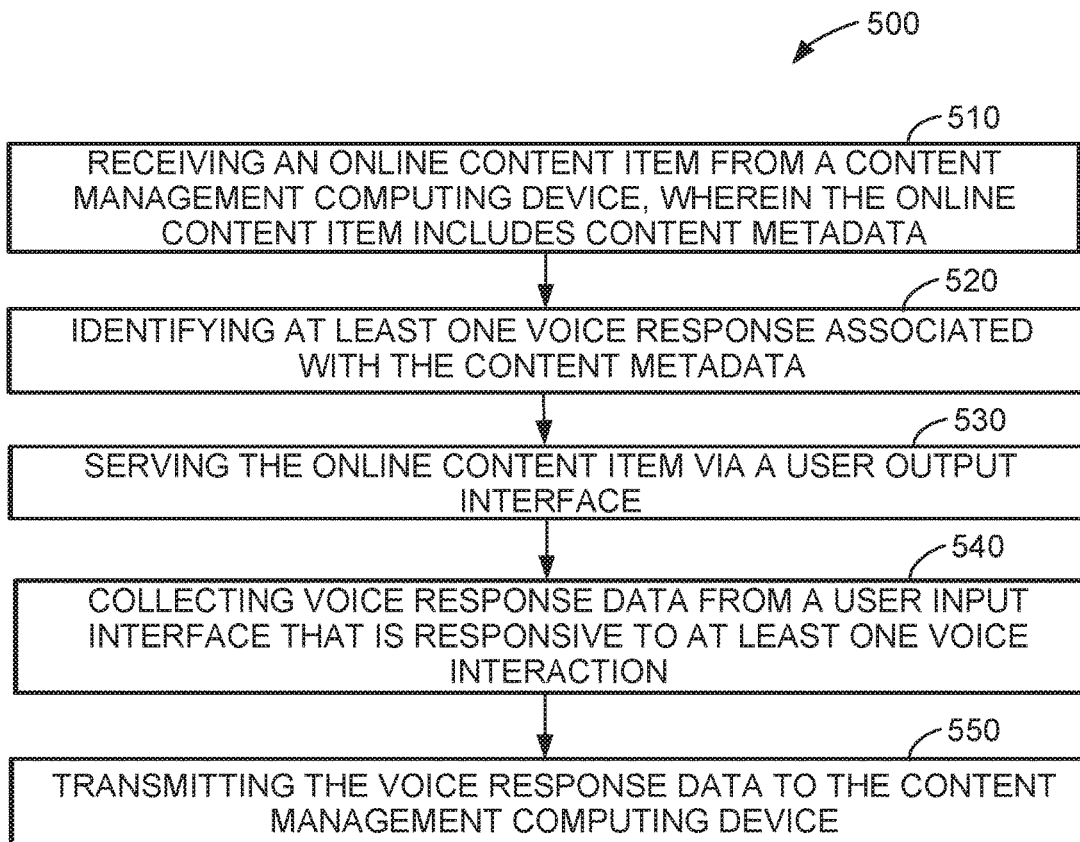 500
510
RECEIVING AN ONLINE CONTENT ITEM FROM A CONTENT
MANAGEMENT COMPUTING DEVICE, WHEREIN THE ONLINE
CONTENT ITEM INCLUDES CONTENT METADATA
520
IDENTIFYING AT LEAST ONE VOICE RESPONSE ASSOCIATED
WITH THE CONTENT METADATA
530
SERVING THE ONLINE CONTENT ITEM VIA A USER OUTPUT
INTERFACE
540
COLLECTING VOICE RESPONSE DATA FROM A USER INPUT
INTERFACE THAT IS RESPONSIVE TO AT LEAST ONE VOICE
INTERACTION
550
TRANSMITTING THE VOICE RESPONSE DATA TO THE CONTENT
MANAGEMENT COMPUTING DEVICE